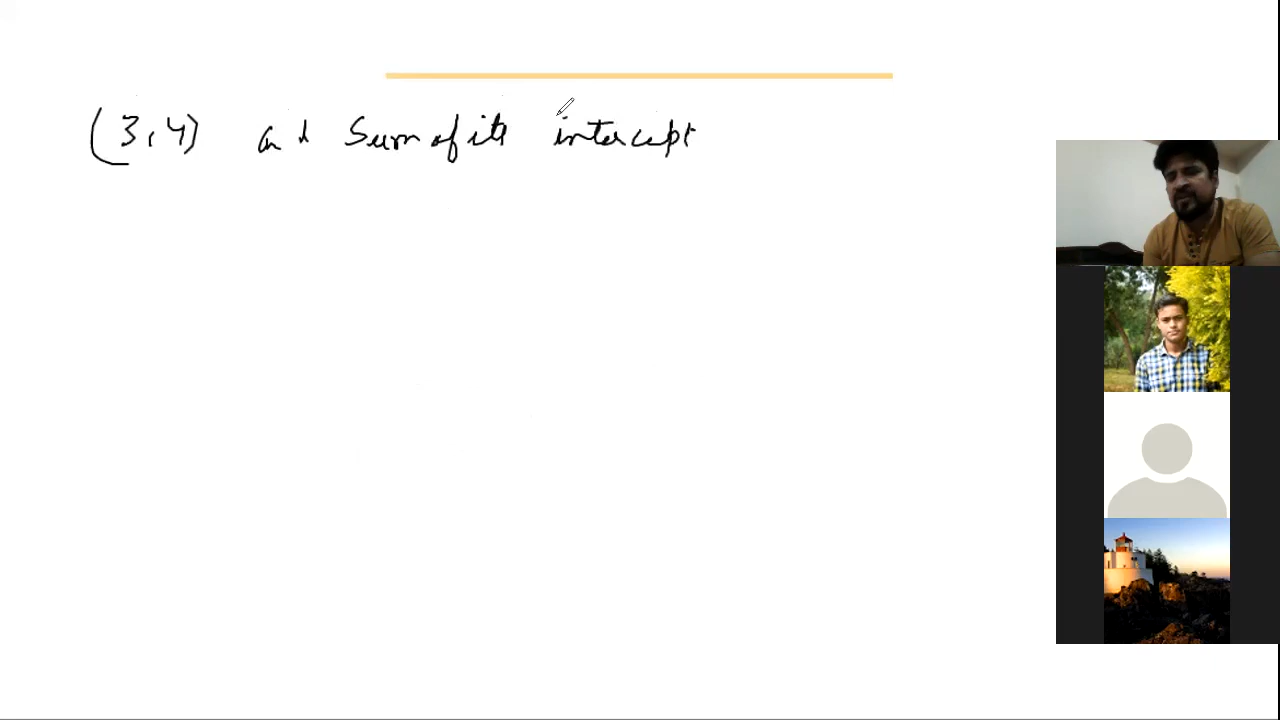 (3,4) and Sum of its intercept